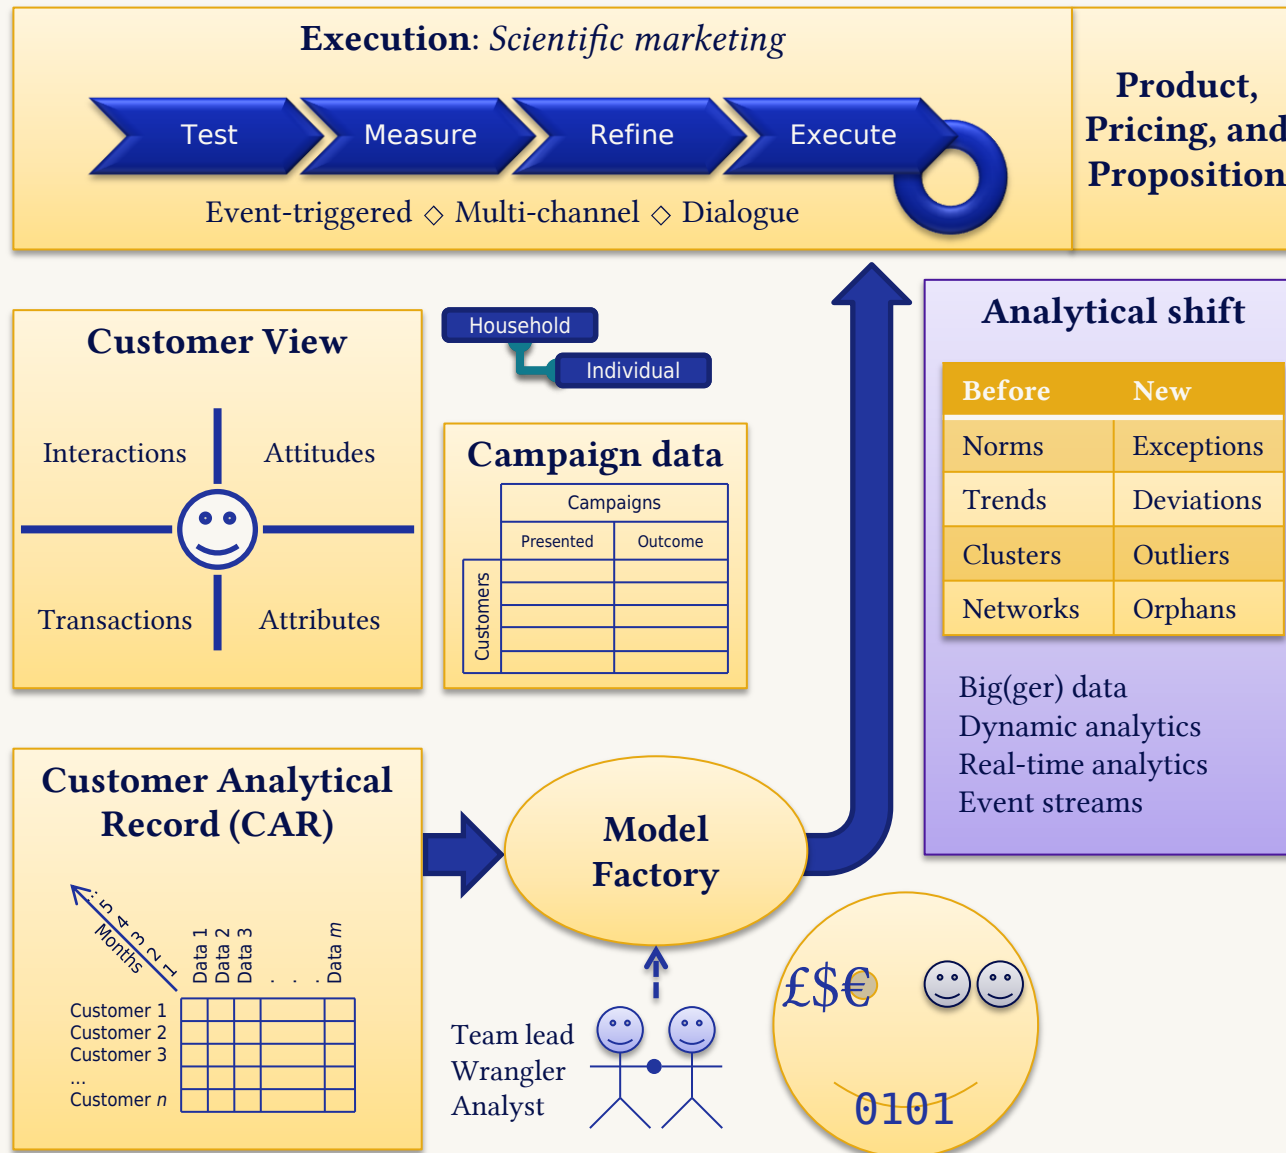 Execution: Scientific marketing
Test
Measure
Refine
Execute
Event-triggered ◇ Multi-channel ◇ Dialogue
Product,
Pricing, and
Proposition
Customer View
Interactions
Attitudes
Transactions
Attributes
Household
Individual
Campaign data
Campaigns
Presented
Outcome
Customers
Analytical shift
Before New
Norms Exceptions
Trends Deviations
Clusters Outliers
Networks Orphans
Big(ger) data
Dynamic analytics
Real-time analytics
Event streams
Customer Analytical
Record (CAR)
Months
1 2 3 4 5 ...
Data 1
Data 2
Data 3
. . .
Data m
Customer 1
Customer 2
Customer 3
...
Customer n
Model
Factory
Team lead
Wrangler
Analyst
£$€
0101